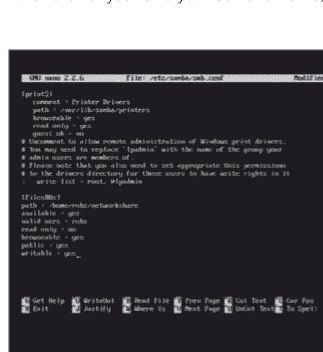 GNU nano 2.2.6 File: /etc/samba/smb.conf Modified
[print$]
comment = Printer Drivers
path = /var/lib/samba/printers
browseable = yes
read only = yes
guest ok = no
# Uncomment to allow remote administration of Windows print drivers.
# You may need to replace 'lpadmin' with the name of the group your
# admin users are members of.
# Please note that you also need to set appropriate Unix permissions
# to the drivers directory for these users to have write rights in it
; write list = root, @lpadmin
path = /home/robz/networkshare
available = yes
valid users = robz
read only = no
browseable = yes
public = yes
writable = yes_
^G Get Help ^O WriteOut ^R Read File ^Y Prev Page ^K Cut Text ^C Cur Pos
^X Exit ^J Justify ^W Where Is ^V Next Page ^U UnCut Text ^T To Spell